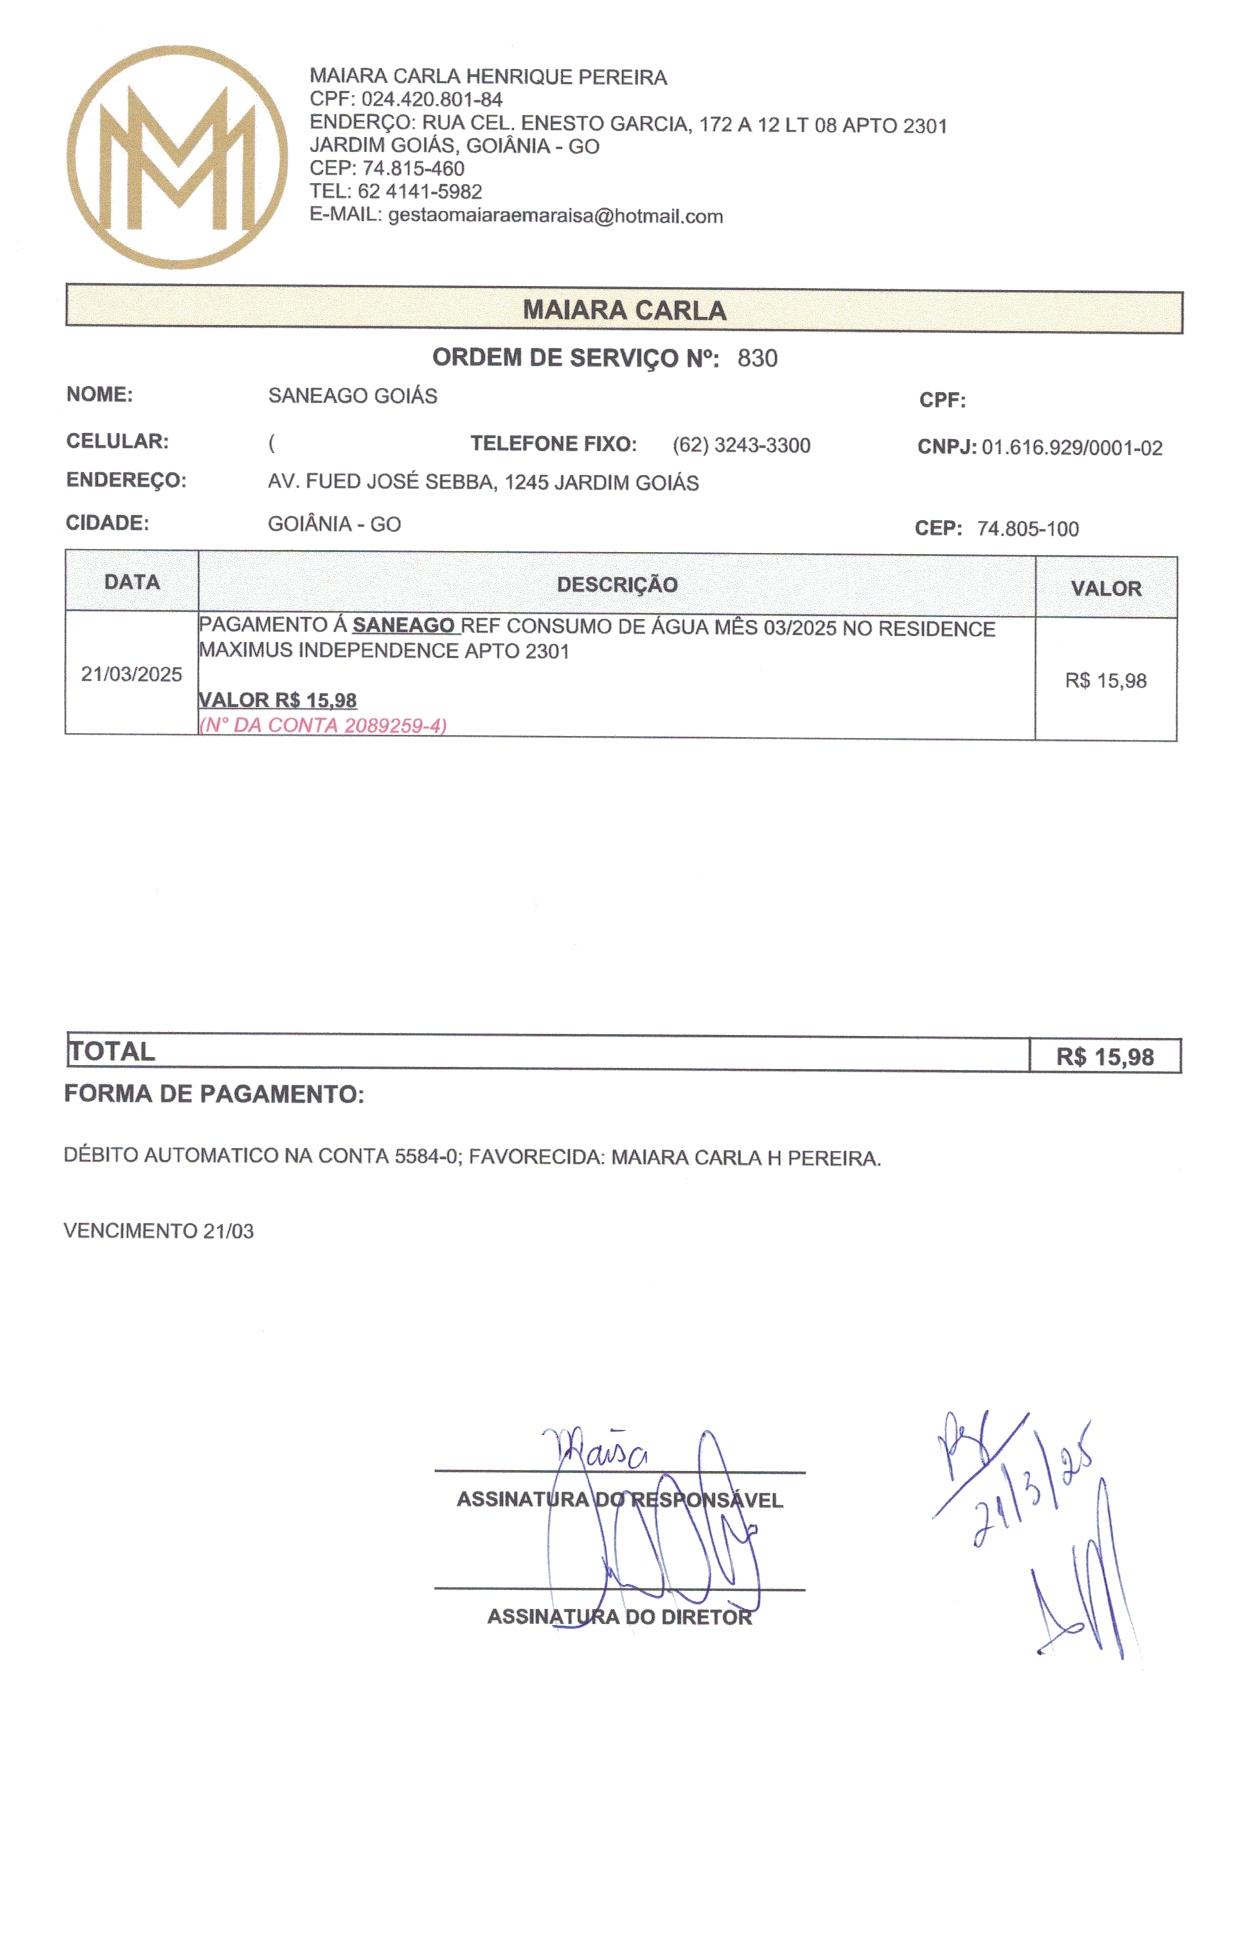 MAIARA CARLA HENRIQUE PEREIRA
CPF: 024.420.801-84
ENDERÇO: RUA CEL. ENESTO GARCIA, 172 A 12 LT 08 APTO 2301
JARDIM GOIÁS, GOIÂNIA - GO
CEP: 74.815-460
TEL: 62 4141-5982
E-MAIL: gestaomaiaraemaraisa@hotmail.com
MAIARA CARLA
ORDEM DE SERVIÇO Nº: 830
NOME: SANEAGO GOIÁS CPF:
CELULAR: ( TELEFONE FIXO: (62) 3243-3300 CNPJ: 01.616.929/0001-02
ENDEREÇO: AV. FUED JOSÉ SEBBA, 1245 JARDIM GOIÁS
CIDADE: GOIÂNIA - GO CEP: 74.805-100
DATA DESCRIÇÃO VALOR
PAGAMENTO Á SANEAGO REF CONSUMO DE ÁGUA MÊS 03/2025 NO RESIDENCE
MAXIMUS INDEPENDENCE APTO 2301
21/03/2025 R$ 15,98
VALOR R$ 15,98
(N° DA CONTA 2089259-4)
TOTAL R$ 15,98
FORMA DE PAGAMENTO:
DÉBITO AUTOMATICO NA CONTA 5584-0; FAVORECIDA: MAIARA CARLA H PEREIRA.
VENCIMENTO 21/03
Maisa
ASSINATURA DO RESPONSÁVEL
21/3/25
ASSINATURA DO DIRETOR